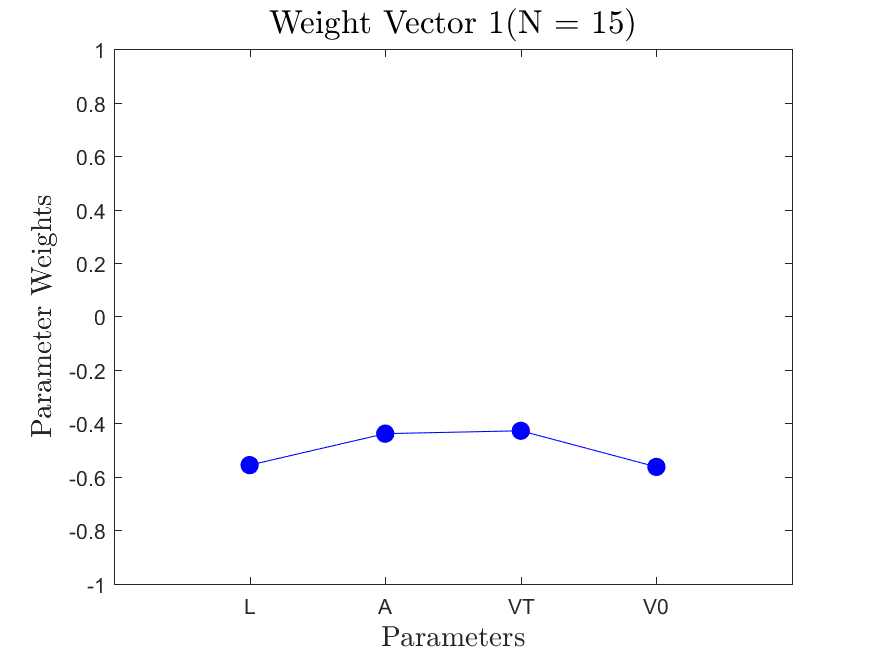 Weight Vector 1(N = 15)
Parameter Weights
1
0.8
0.6
0.4
0.2
0
-0.2
-0.4
-0.6
-0.8
-1
L A VT V0
Parameters